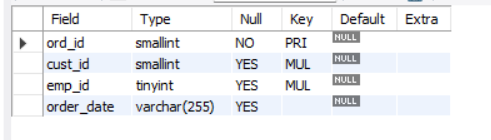 Field Type Null Key Default Extra
ord_id smallint NO PRI NULL
cust_id smallint YES MUL NULL
emp_id tinyint YES MUL NULL
order_date varchar(255) YES NULL